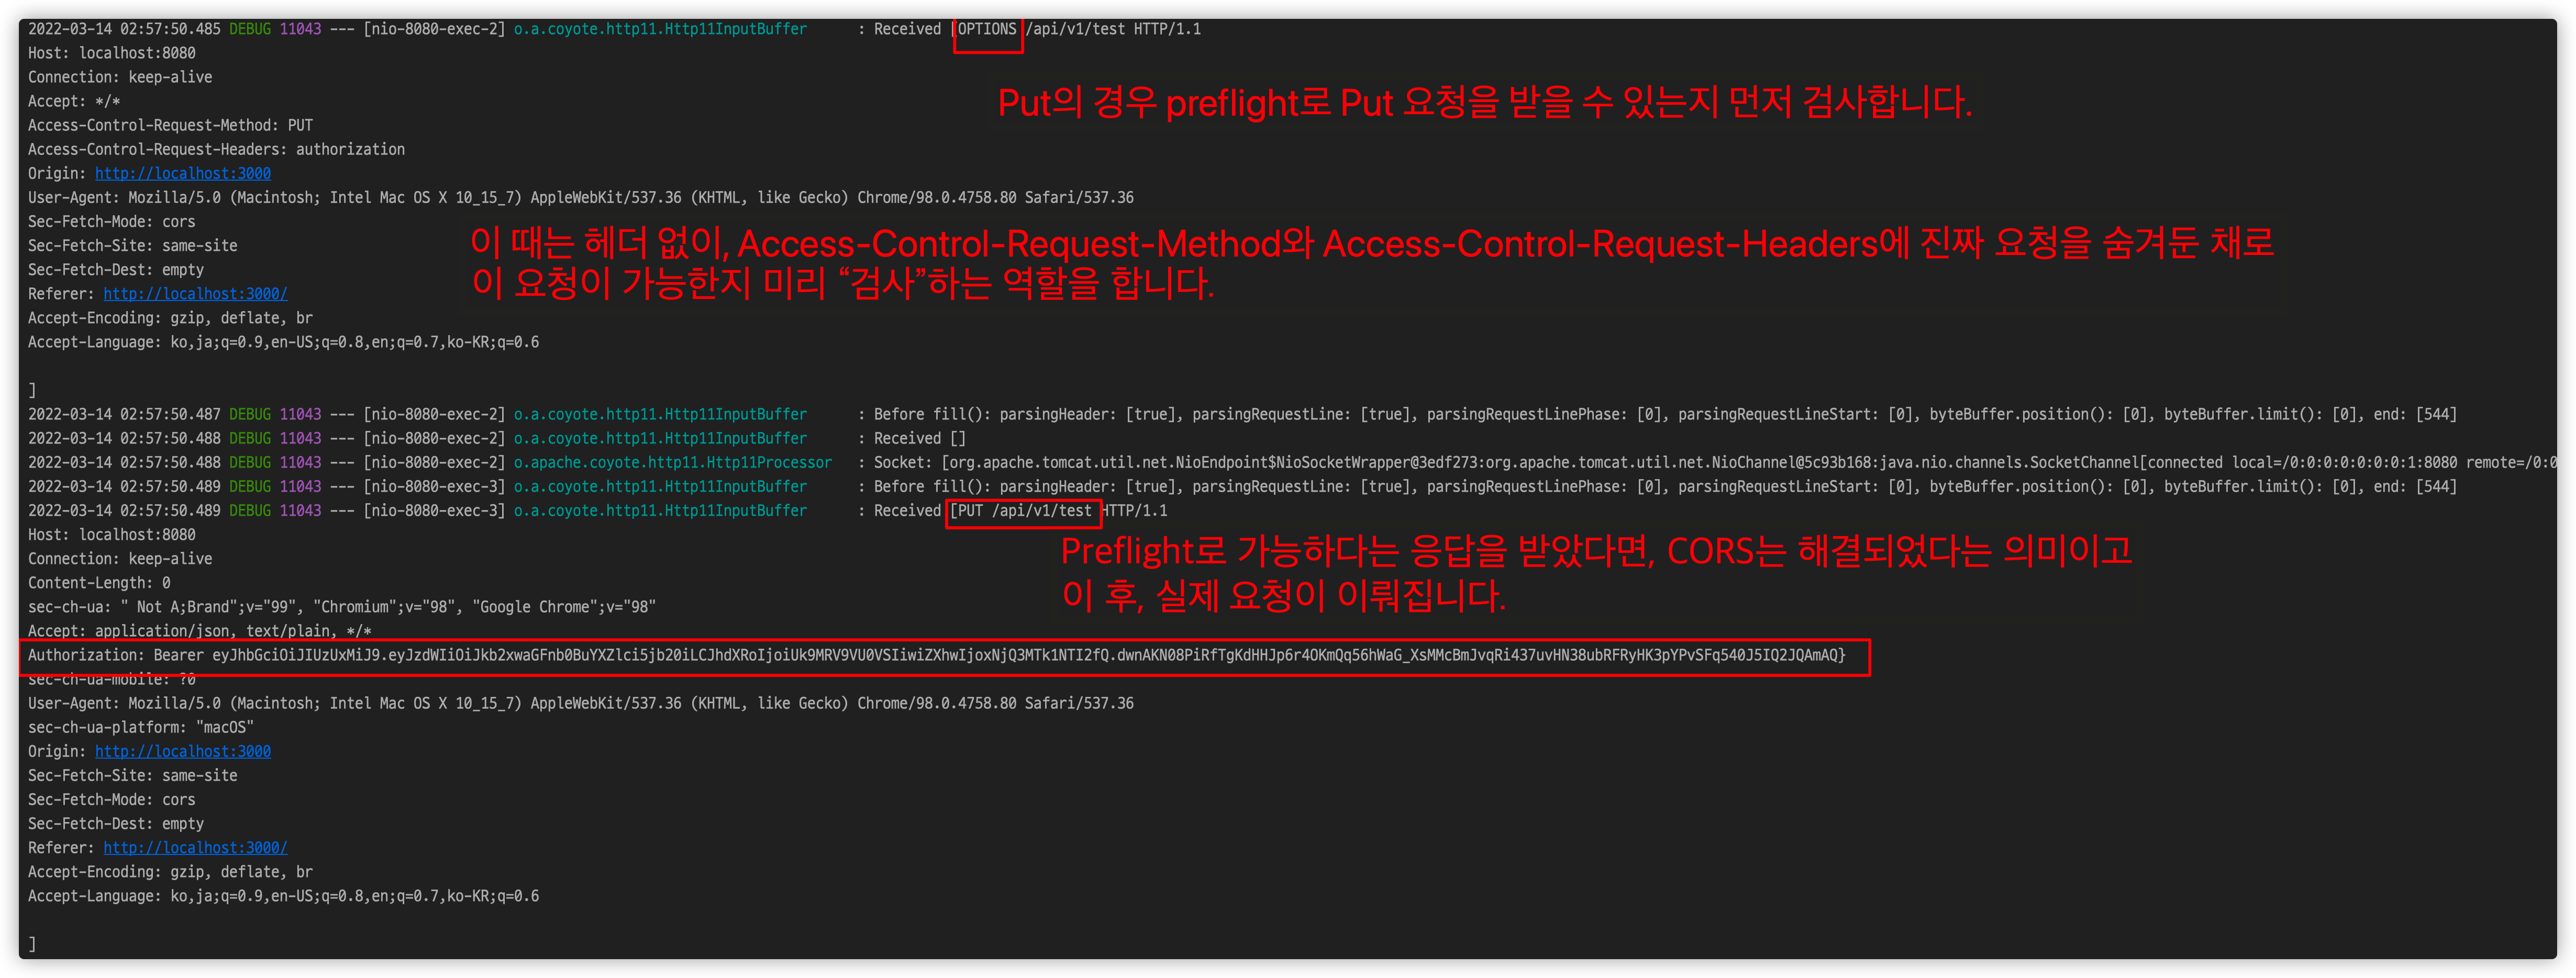 2022-03-14 02:57:50.485 DEBUG 11043 --- [nio-8080-exec-2] o.a.coyote.http11.Http11InputBuffer : Received [OPTIONS /api/v1/test HTTP/1.1
Host: localhost:8080
Connection: keep-alive
Accept: */*
Put의 경우 preflight로 Put 요청을 받을 수 있는지 먼저 검사합니다.
Access-Control-Request-Method: PUT
Access-Control-Request-Headers: authorization
Origin: http://localhost:3000
User-Agent: Mozilla/5.0 (Macintosh; Intel Mac OS X 10_15_7) AppleWebKit/537.36 (KHTML, like Gecko) Chrome/98.0.4758.80 Safari/537.36
Sec-Fetch-Mode: cors
Sec-Fetch-Site: same-site
이 때는 헤더 없이, Access-Control-Request-Method와 Access-Control-Request-Headers에 진짜 요청을 숨겨둔 채로
이 요청이 가능한지 미리 “검사”하는 역할을 합니다.
Sec-Fetch-Dest: empty
Referer: http://localhost:3000/
Accept-Encoding: gzip, deflate, br
Accept-Language: ko,ja;q=0.9,en-US;q=0.8,en;q=0.7,ko-KR;q=0.6
]
2022-03-14 02:57:50.487 DEBUG 11043 --- [nio-8080-exec-2] o.a.coyote.http11.Http11InputBuffer : Before fill(): parsingHeader: [true], parsingRequestLine: [true], parsingRequestLinePhase: [0], parsingRequestLineStart: [0], byteBuffer.position(): [0], byteBuffer.limit(): [0], end: [544]
2022-03-14 02:57:50.488 DEBUG 11043 --- [nio-8080-exec-2] o.a.coyote.http11.Http11InputBuffer : Received []
2022-03-14 02:57:50.488 DEBUG 11043 --- [nio-8080-exec-2] o.apache.coyote.http11.Http11Processor : Socket: [org.apache.tomcat.util.net.NioEndpoint$NioSocketWrapper@3edf273:org.apache.tomcat.util.net.NioChannel@5c93b168:java.nio.channels.SocketChannel[connected local=/0:0:0:0:0:0:0:1:8080 remote=/0:0
2022-03-14 02:57:50.489 DEBUG 11043 --- [nio-8080-exec-3] o.a.coyote.http11.Http11InputBuffer : Before fill(): parsingHeader: [true], parsingRequestLine: [true], parsingRequestLinePhase: [0], parsingRequestLineStart: [0], byteBuffer.position(): [0], byteBuffer.limit(): [0], end: [544]
2022-03-14 02:57:50.489 DEBUG 11043 --- [nio-8080-exec-3] o.a.coyote.http11.Http11InputBuffer : Received [PUT /api/v1/test HTTP/1.1
Host: localhost:8080
Connection: keep-alive
Preflight로 가능하다는 응답을 받았다면, CORS는 해결되었다는 의미이고
이 후, 실제 요청이 이뤄집니다.
Content-Length: 0
sec-ch-ua: " Not A;Brand";v="99", "Chromium";v="98", "Google Chrome";v="98"
Accept: application/json, text/plain, */*
Authorization: Bearer eyJhbGciOiJIUzUxMiJ9.eyJzdWIiOiJkb2xwaGFnb0BuYXZlci5jb20iLCJhdXRoIjoiUk9MRV9VU0VSIiwiZXhwIjoxNjQ3MTk1NTI2fQ.dwnAKN08PiRfTgKdHHJp6r4OKmQq56hWaG_XsMMcBmJvqRi437uvHN38ubRFRyHK3pYPvSFq540J5IQ2JQAmAQ}
sec-ch-ua-mobile: ?0
User-Agent: Mozilla/5.0 (Macintosh; Intel Mac OS X 10_15_7) AppleWebKit/537.36 (KHTML, like Gecko) Chrome/98.0.4758.80 Safari/537.36
sec-ch-ua-platform: "macOS"
Origin: http://localhost:3000
Sec-Fetch-Site: same-site
Sec-Fetch-Mode: cors
Sec-Fetch-Dest: empty
Referer: http://localhost:3000/
Accept-Encoding: gzip, deflate, br
Accept-Language: ko,ja;q=0.9,en-US;q=0.8,en;q=0.7,ko-KR;q=0.6
]